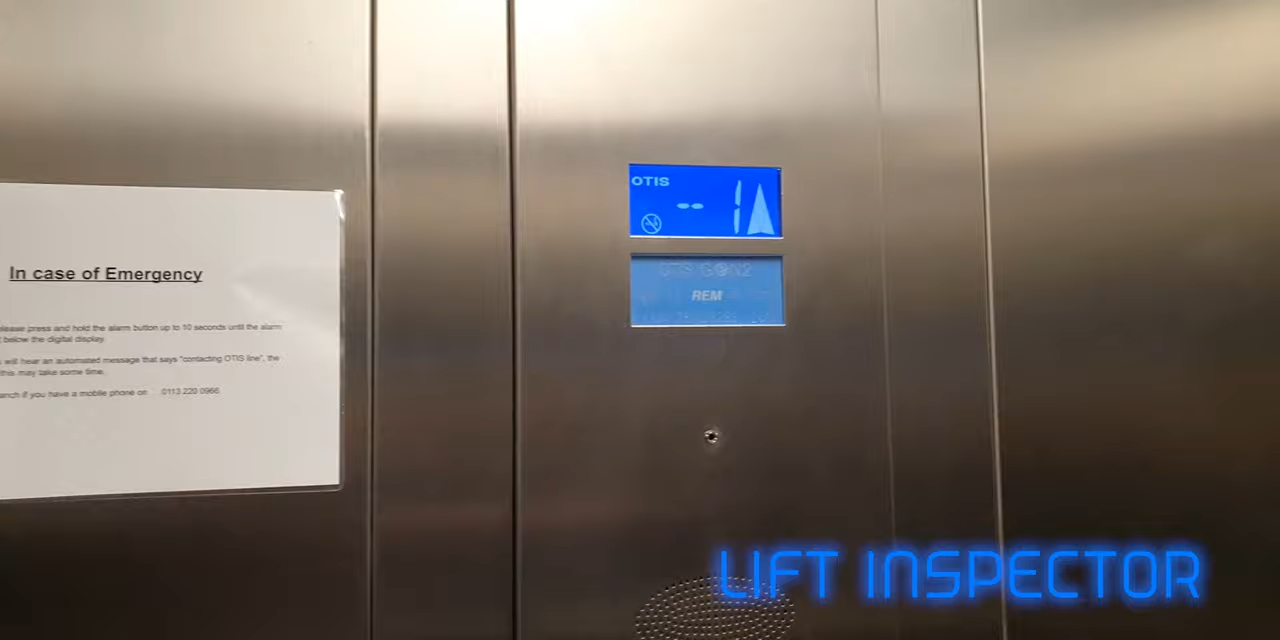 In case of Emergency
please press and hold the alarm button up to 10 seconds until the alarm
below the digital display.
will hear an automated message that says "contacting OTIS line", the
this may take some time.
if you have a mobile phone on 0113 220 0966
OTIS
-- 1
OTIS GEN2
REM
LIFT INSPECTOR